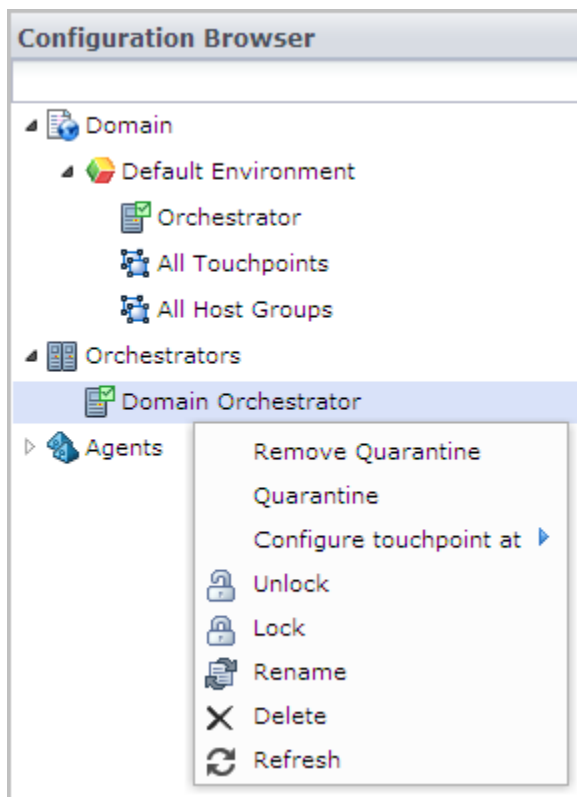 Configuration Browser
Domain
Default Environment
Orchestrator
All Touchpoints
All Host Groups
Orchestrators
Domain Orchestrator
Agents
Remove Quarantine
Quarantine
Configure touchpoint at
Unlock
Lock
Rename
Delete
Refresh